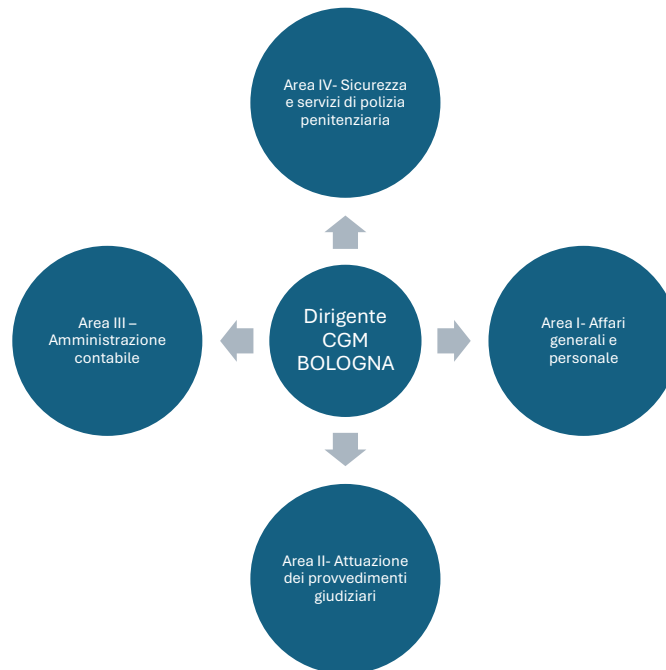 Area IV- Sicurezza
e servizi di polizia
penitenziaria
Area III –
Amministrazione
contabile
Dirigente
CGM
BOLOGNA
Area I- Affari
generali e
personale
Area II- Attuazione
dei provvedimenti
giudiziari